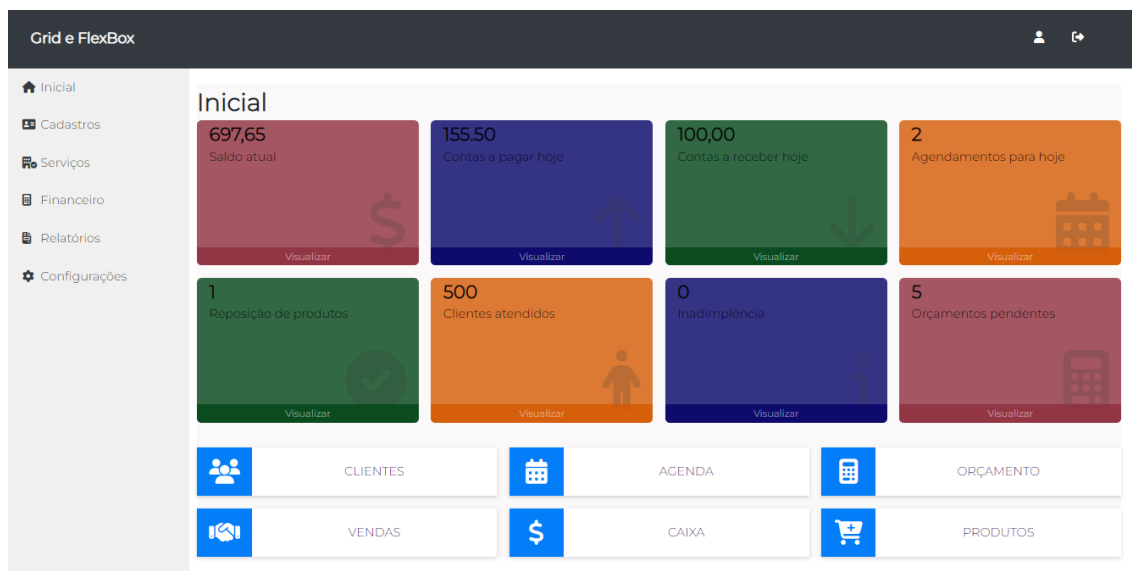 Grid e FlexBox
Inicial
Cadastros
Serviços
Financeiro
Relatórios
Configurações
Inicial
697,65
Saldo atual
Visualizar
155.50
Contas a pagar hoje
Visualizar
100,00
Contas a receber hoje
Visualizar
2
Agendamentos para hoje
Visualizar
1
Reposição de produtos
Visualizar
500
Clientes atendidos
Visualizar
0
Inadimplência
Visualizar
5
Orçamentos pendentes
Visualizar
CLIENTES
AGENDA
ORÇAMENTO
VENDAS
CAIXA
PRODUTOS